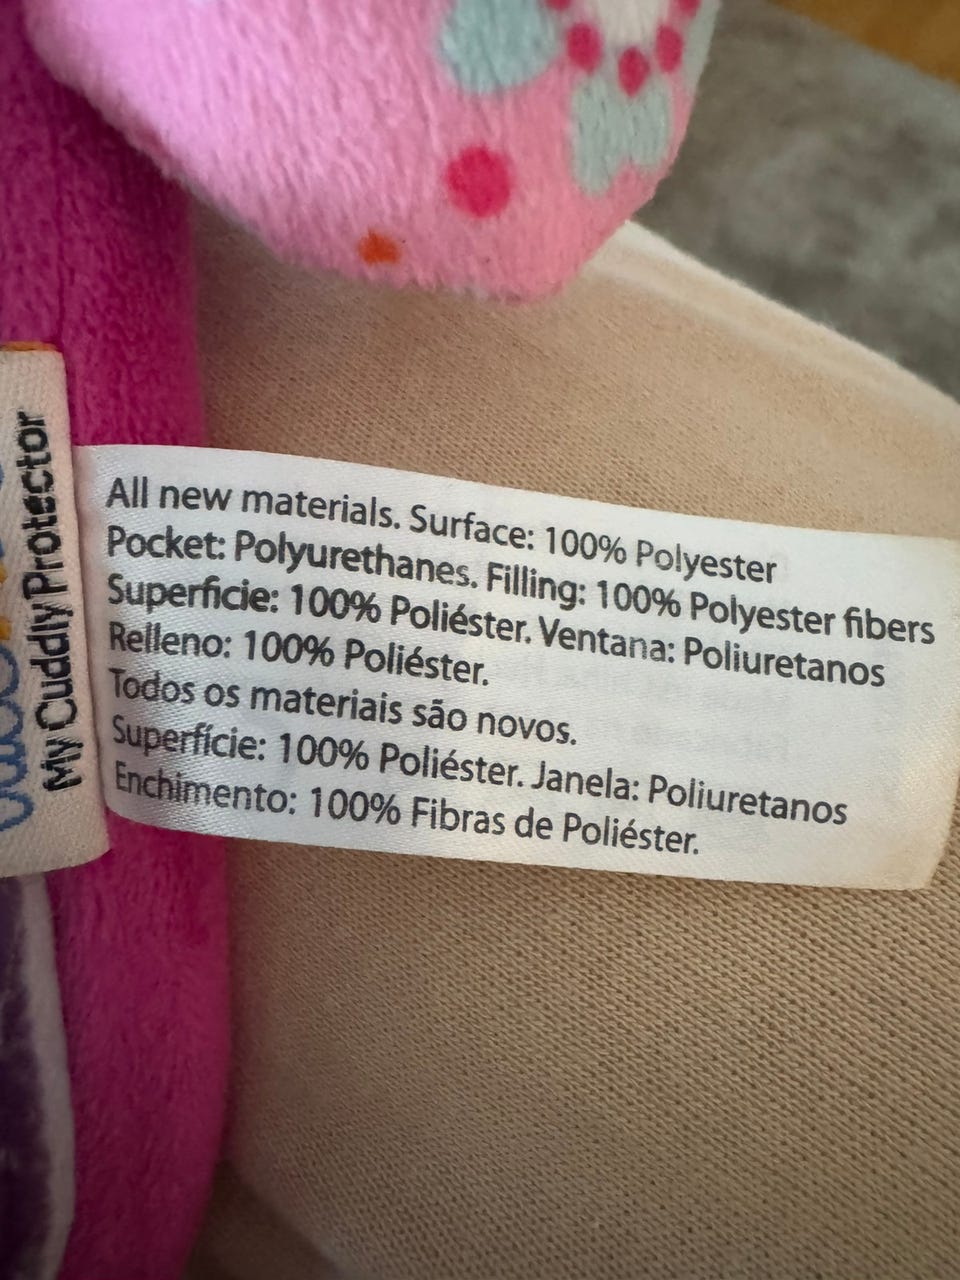 All new materials. Surface: 100% Polyester
Pocket: Polyurethanes. Filling: 100% Polyester fibers
Superficie: 100% Poliéster. Ventana: Poliuretanos
Relleno: 100% Poliéster.
Todos os materiais são novos.
Superfície: 100% Poliéster. Janela: Poliuretanos
Enchimento: 100% Fibras de Poliéster.
My Cuddly Protector